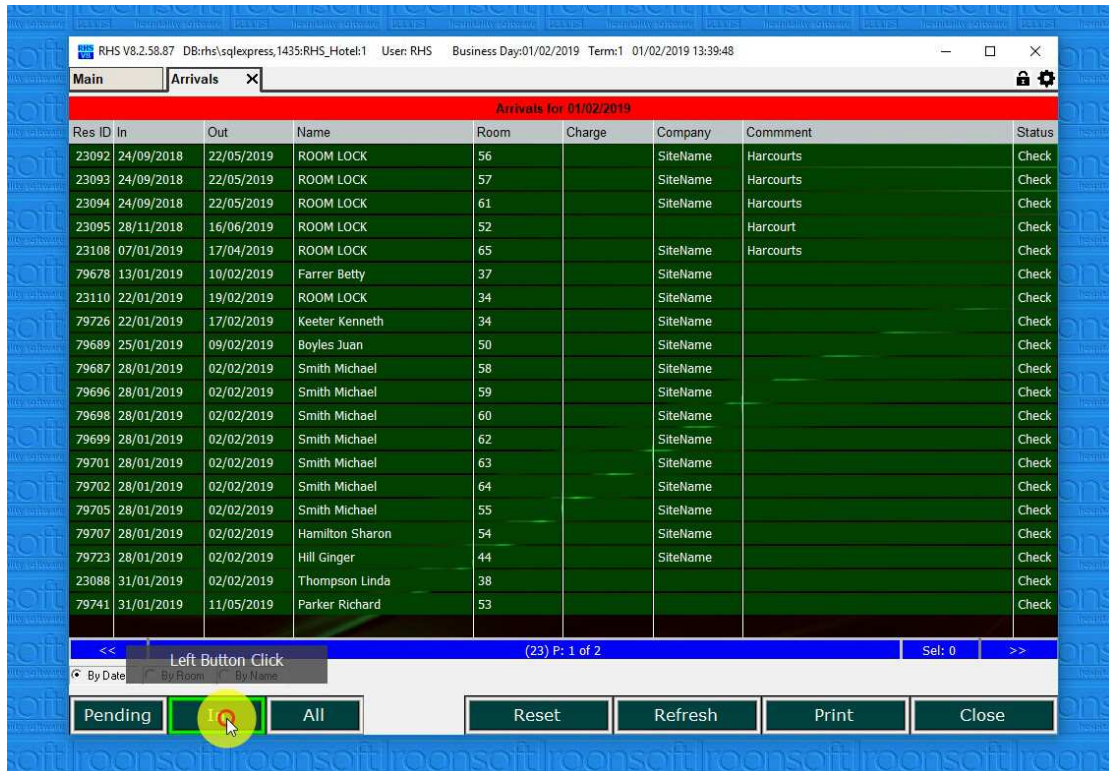 RHS V8.2.58.87 DB:rhs\sqlexpress,1435:RHS_Hotel:1 User: RHS Business Day:01/02/2019 Term:1 01/02/2019 13:39:48
Main Arrivals X
Arrivals for 01/02/2019
Res ID In Out Name Room Charge Company Commment Status
23092 24/09/2018 22/05/2019 ROOM LOCK 56 SiteName Harcourts Check
23093 24/09/2018 22/05/2019 ROOM LOCK 57 SiteName Harcourts Check
23094 24/09/2018 22/05/2019 ROOM LOCK 61 SiteName Harcourts Check
23095 28/11/2018 16/06/2019 ROOM LOCK 52 Harcourt Check
23108 07/01/2019 17/04/2019 ROOM LOCK 65 SiteName Harcourts Check
79678 13/01/2019 10/02/2019 Farrer Betty 37 SiteName Check
23110 22/01/2019 19/02/2019 ROOM LOCK 34 SiteName Check
79726 22/01/2019 17/02/2019 Keeter Kenneth 34 SiteName Check
79689 25/01/2019 09/02/2019 Boyles Juan 50 SiteName Check
79687 28/01/2019 02/02/2019 Smith Michael 58 SiteName Check
79696 28/01/2019 02/02/2019 Smith Michael 59 SiteName Check
79698 28/01/2019 02/02/2019 Smith Michael 60 SiteName Check
79699 28/01/2019 02/02/2019 Smith Michael 62 SiteName Check
79701 28/01/2019 02/02/2019 Smith Michael 63 SiteName Check
79702 28/01/2019 02/02/2019 Smith Michael 64 SiteName Check
79705 28/01/2019 02/02/2019 Smith Michael 55 SiteName Check
79707 28/01/2019 02/02/2019 Hamilton Sharon 54 SiteName Check
79723 28/01/2019 02/02/2019 Hill Ginger 44 SiteName Check
23088 31/01/2019 02/02/2019 Thompson Linda 38 Check
79741 31/01/2019 11/05/2019 Parker Richard 53 Check
<< (23) P: 1 of 2 Sel: 0 >>
Left Button Click
By Date By Room By Name
Pending All Reset Refresh Print Close